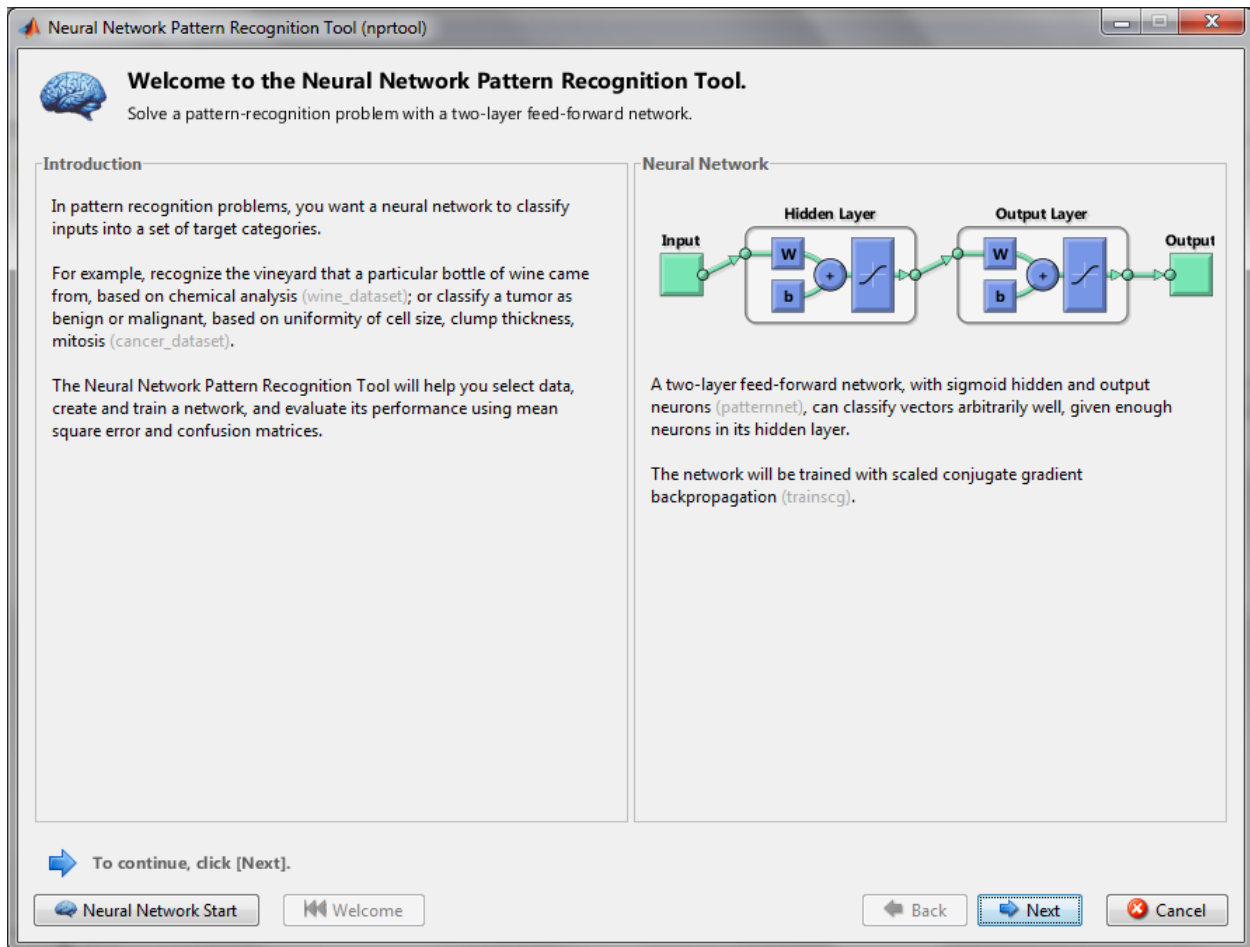 Neural Network Pattern Recognition Tool (nprtool)
Welcome to the Neural Network Pattern Recognition Tool.
Solve a pattern-recognition problem with a two-layer feed-forward network.
Introduction
In pattern recognition problems, you want a neural network to classify
inputs into a set of target categories.
For example, recognize the vineyard that a particular bottle of wine came
from, based on chemical analysis (wine_dataset); or classify a tumor as
benign or malignant, based on uniformity of cell size, clump thickness,
mitosis (cancer_dataset).
The Neural Network Pattern Recognition Tool will help you select data,
create and train a network, and evaluate its performance using mean
square error and confusion matrices.
Neural Network
Hidden Layer
Output Layer
Input
Output
W
b
+
W
b
+
A two-layer feed-forward network, with sigmoid hidden and output
neurons (patternnet), can classify vectors arbitrarily well, given enough
neurons in its hidden layer.
The network will be trained with scaled conjugate gradient
backpropagation (trainscg).
To continue, click [Next].
Neural Network Start
Welcome
Back
Next
Cancel